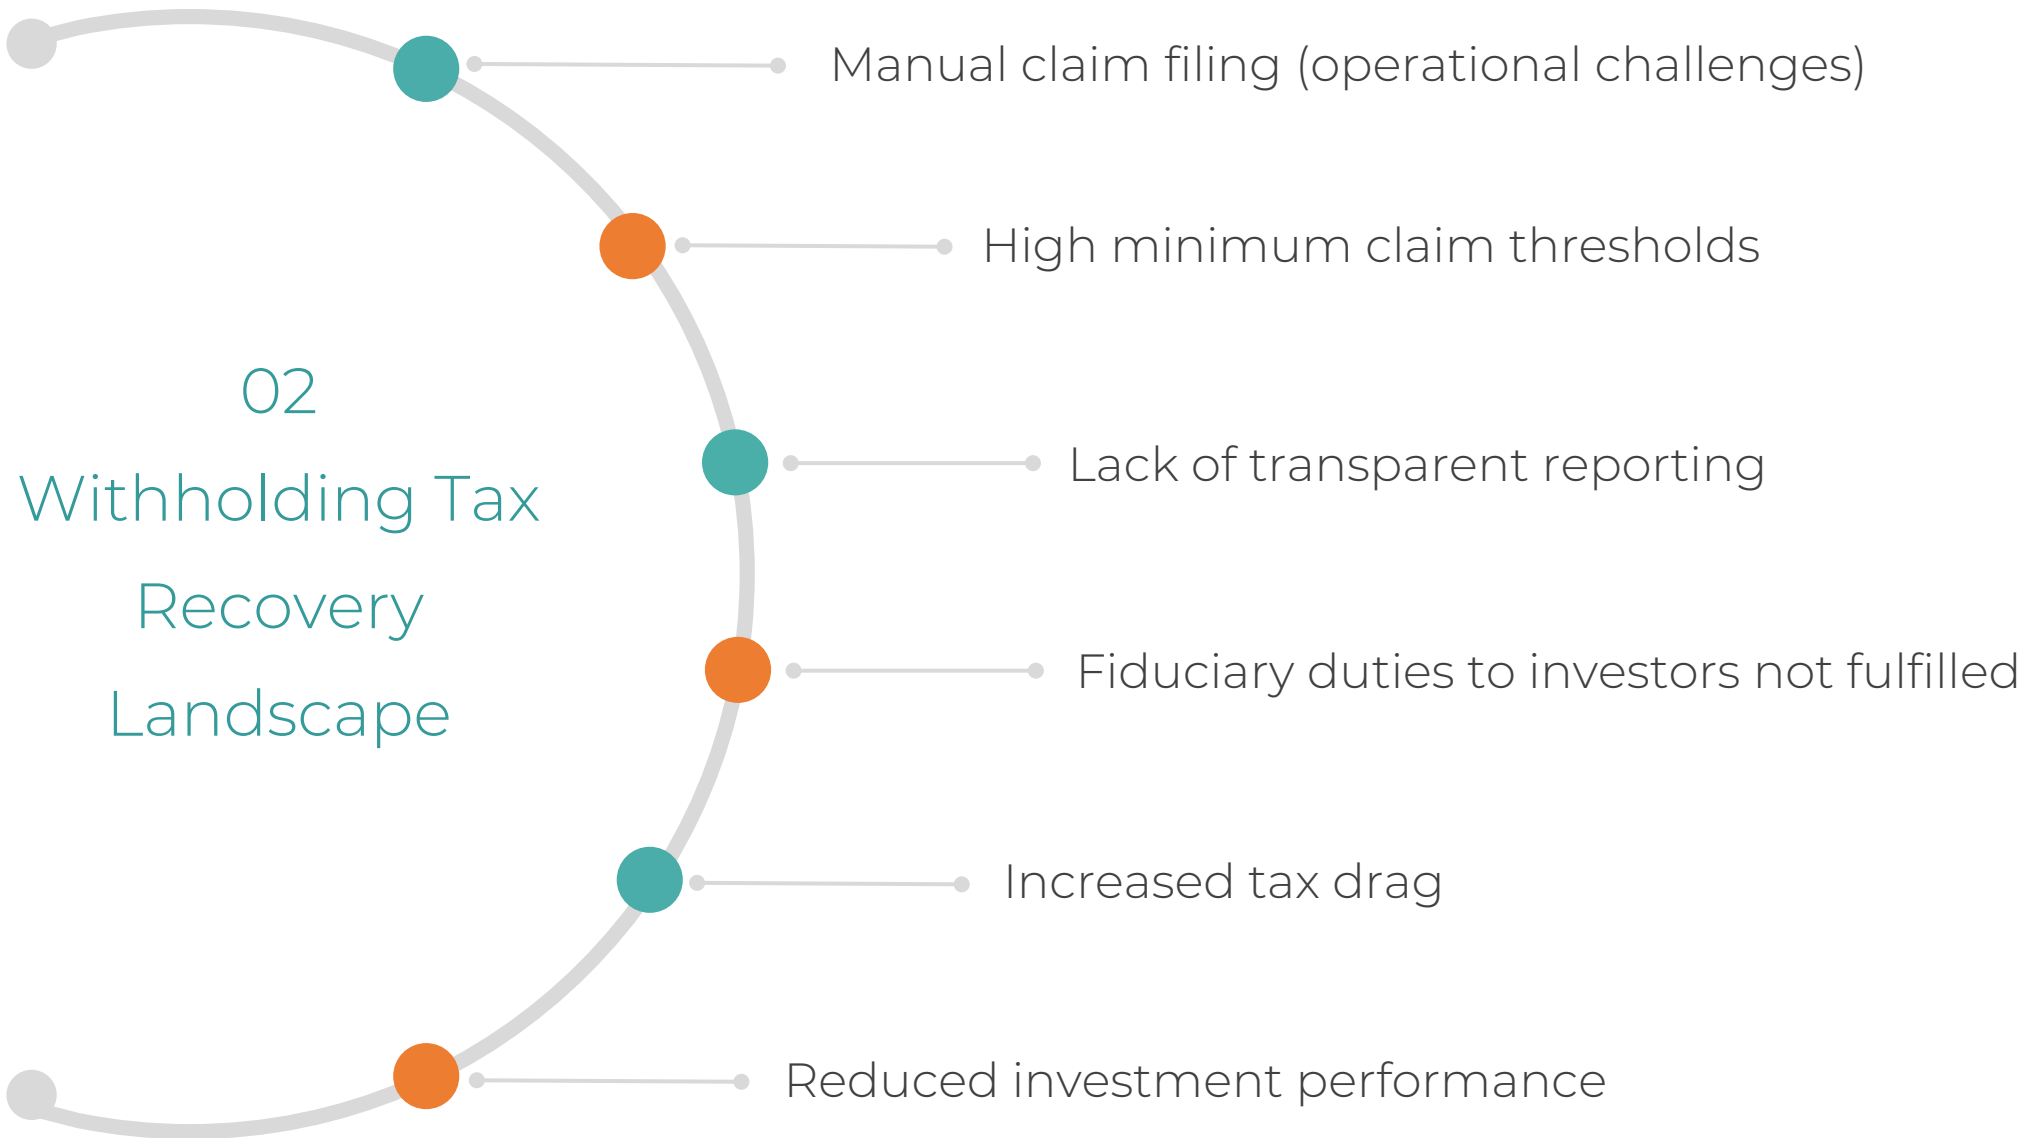 02
Withholding Tax
Recovery
Landscape
Manual claim filing (operational challenges)
High minimum claim thresholds
Lack of transparent reporting
Fiduciary duties to investors not fulfilled
Increased tax drag
Reduced investment performance